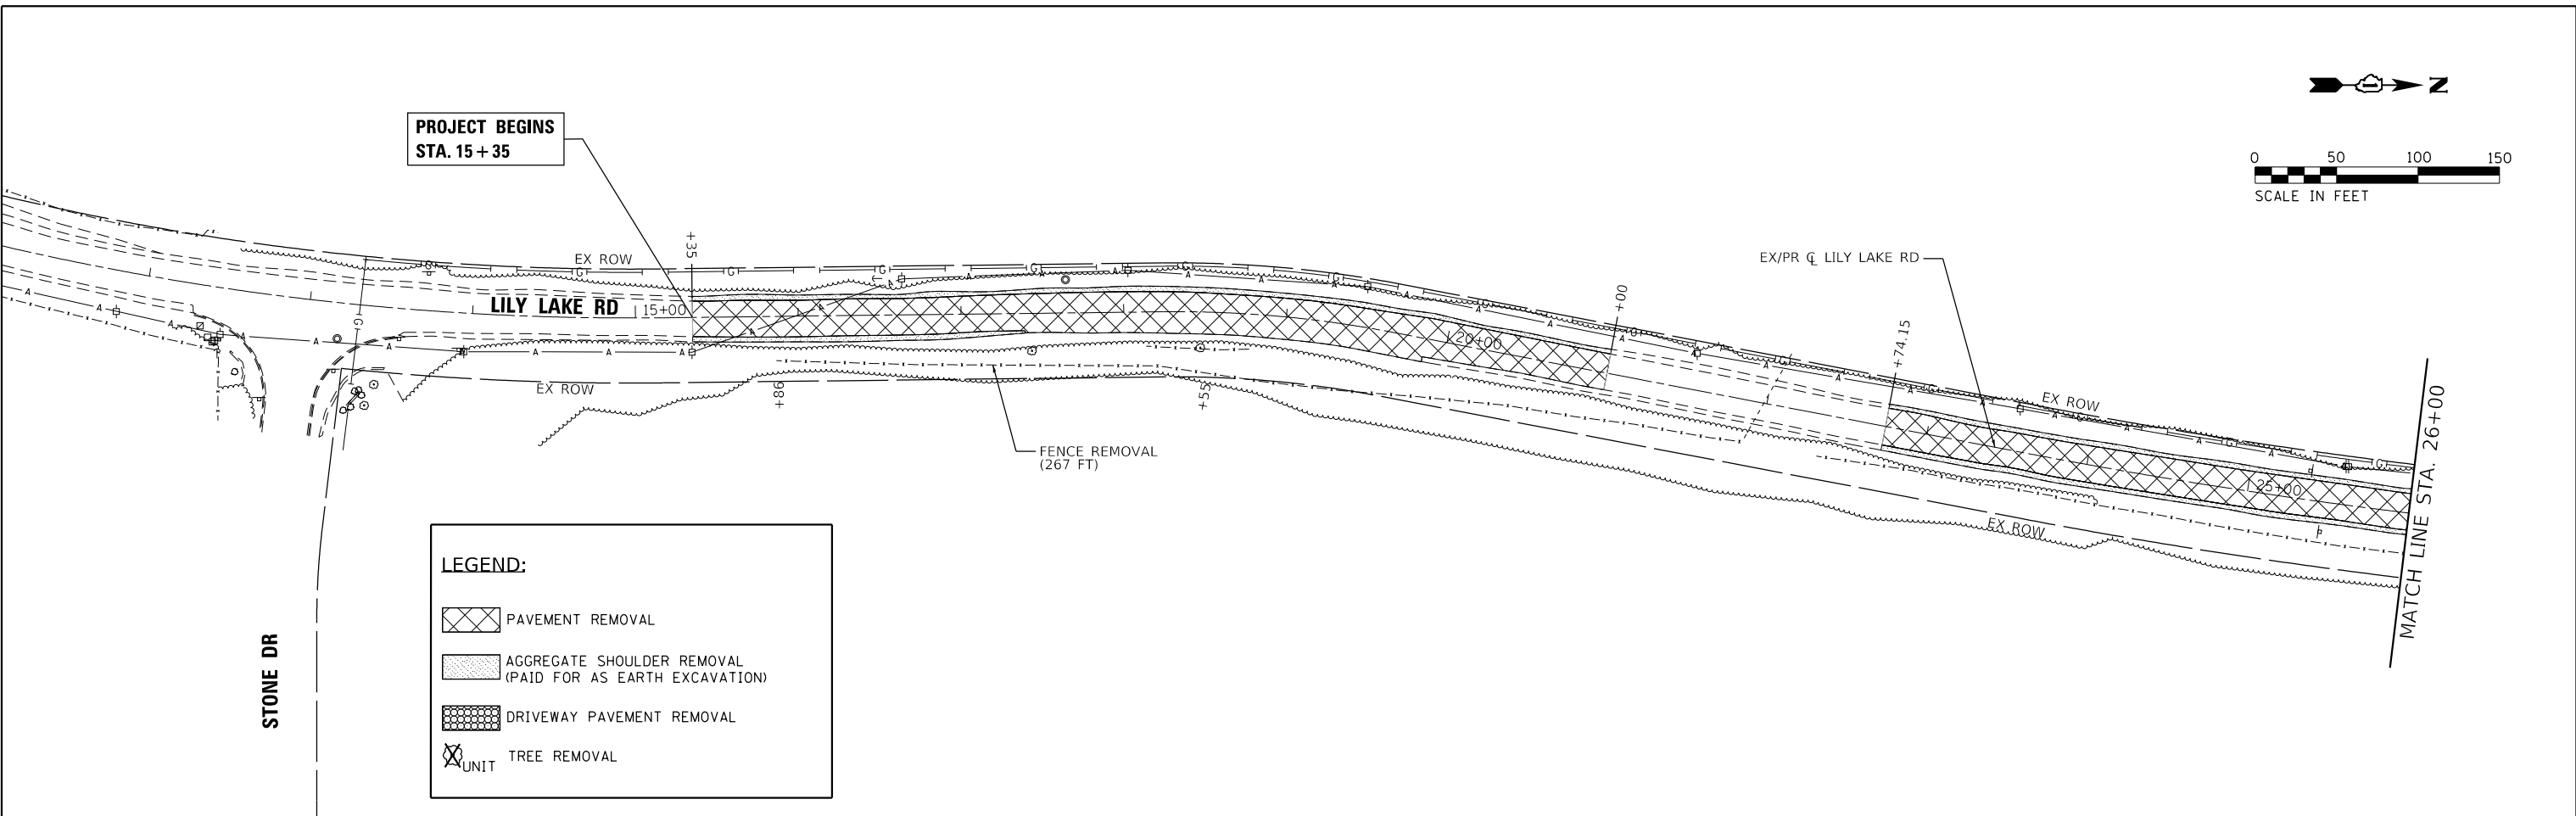 N
0 50 100 150
SCALE IN FEET
PROJECT BEGINS
STA. 15+35
EX/PR ℄ LILY LAKE RD
EX ROW
+35
+00
+74.15
LILY LAKE RD
15+00
20+00
25+00
EX ROW
EX ROW
+86
+55
FENCE REMOVAL
(267 FT)
EX ROW
MATCH LINE STA. 26+00
STONE DR
LEGEND:
PAVEMENT REMOVAL
AGGREGATE SHOULDER REMOVAL
(PAID FOR AS EARTH EXCAVATION)
DRIVEWAY PAVEMENT REMOVAL
UNIT TREE REMOVAL